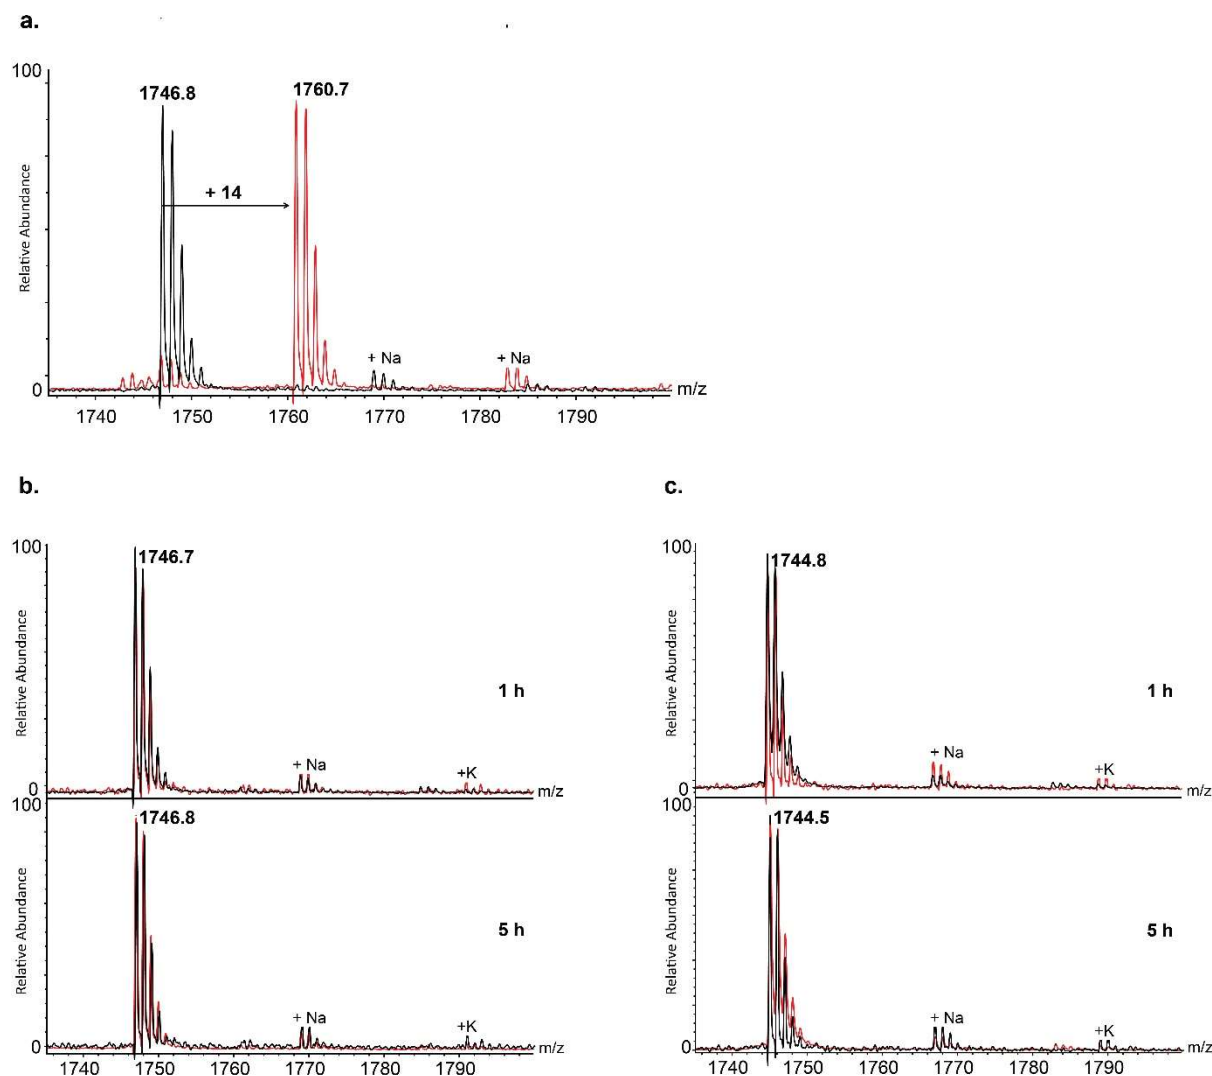 a.
100
1746.8
1760.7
+ 14
Relative Abundance
+ Na
+ Na
0
m/z
1740
1750
1760
1770
1780
1790
b.
100
1746.7
Relative Abundance
1 h
+ Na
+K
0
m/z
100
1746.8
Relative Abundance
5 h
+ Na
+K
0
m/z
1740
1750
1760
1770
1780
1790
c.
100
1744.8
Relative Abundance
1 h
+ Na
+K
0
m/z
100
1744.5
Relative Abundance
5 h
+ Na
+K
0
m/z
1740
1750
1760
1770
1780
1790